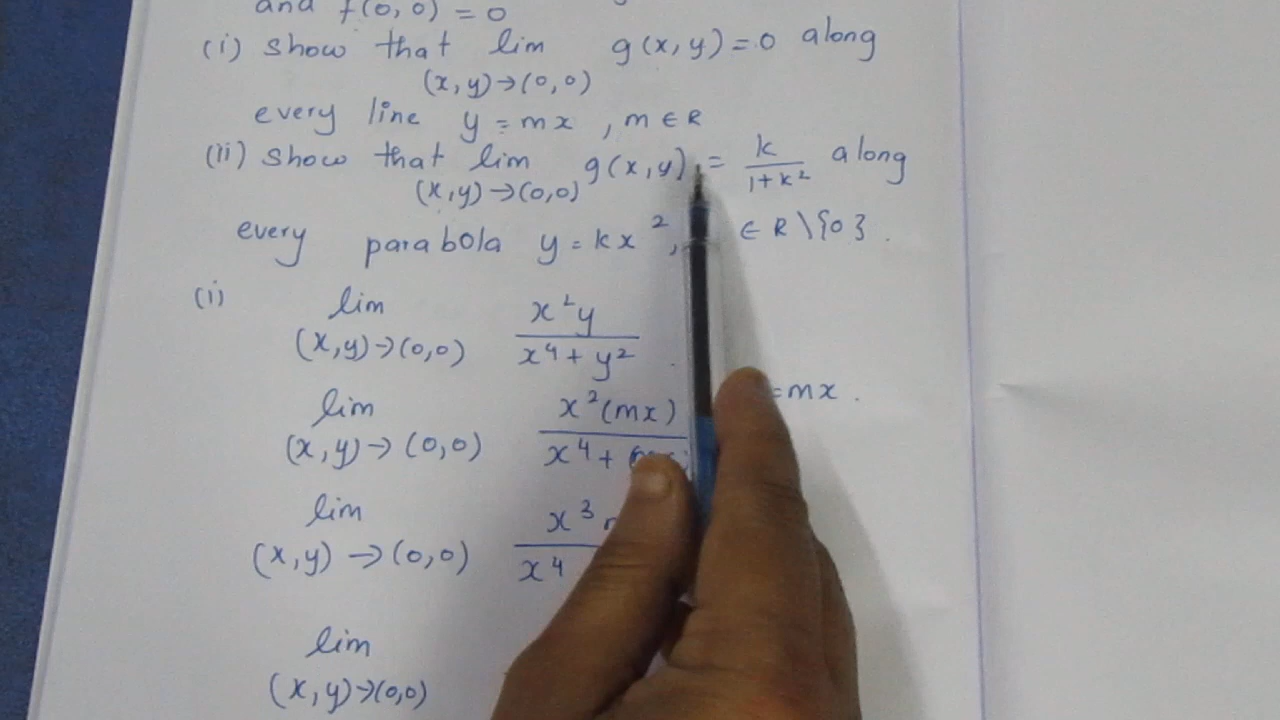 and f(0,0) = 0
(i) show that lim g(x,y) = 0 along
(x,y)→(0,0)
every line y = mx , m ∈ R
(ii) show that lim g(x,y) = k/(1+k²) along
(x,y)→(0,0)
every parabola y = kx², ∈ R\{0}.
(i) lim x²y
(x,y)→(0,0) x⁴ + y²
lim x²(mx) =mx.
(x,y)→(0,0) x⁴ +
lim x³
(x,y)→(0,0) x⁴
lim
(x,y)→(0,0)